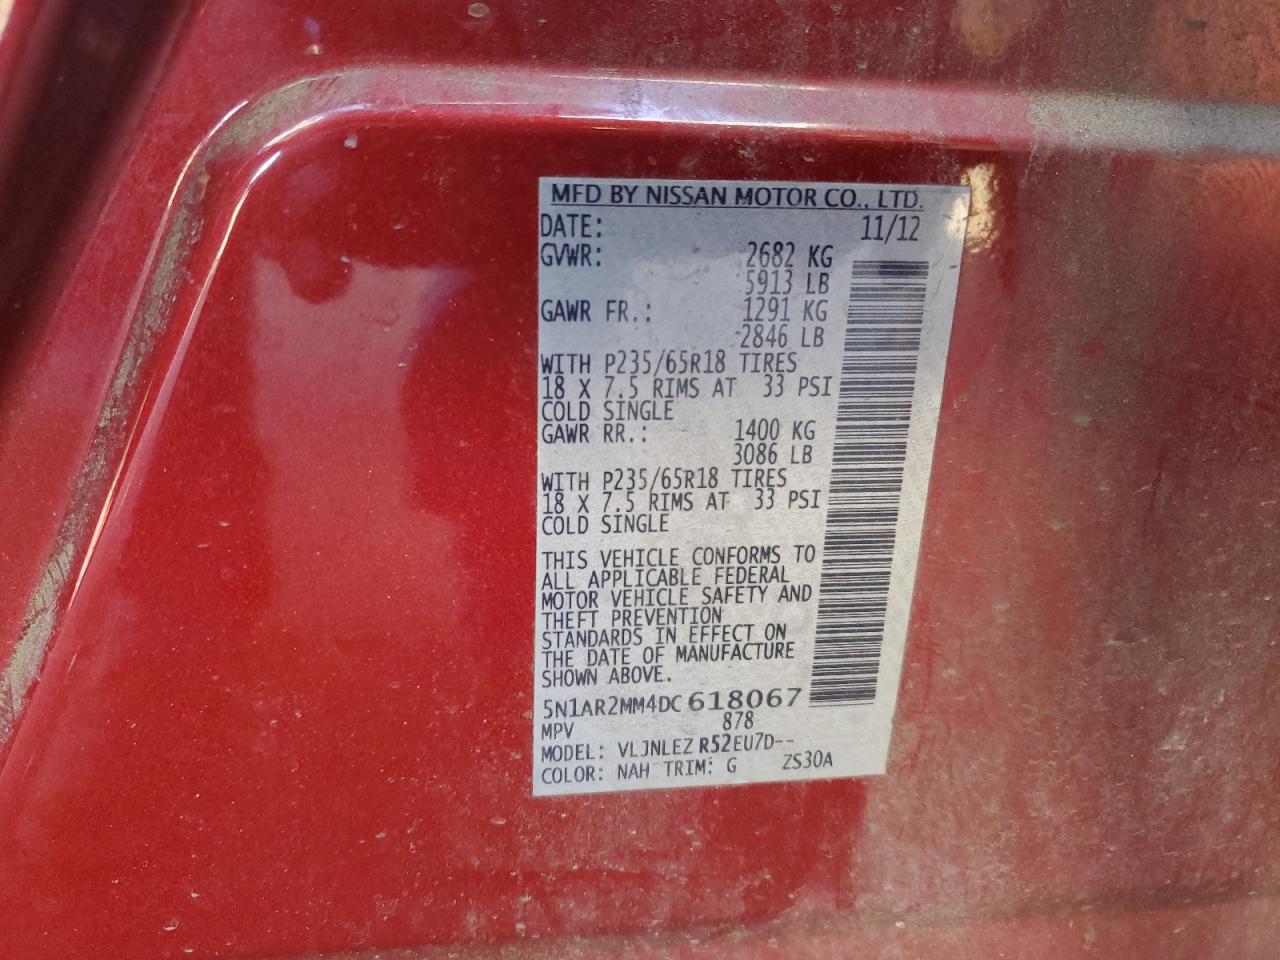 MFD BY NISSAN MOTOR CO., LTD.
DATE: 11/12
GVWR: 2682 KG
5913 LB
GAWR FR.: 1291 KG
2846 LB
WITH P235/65R18 TIRES
18 X 7.5 RIMS AT 33 PSI
COLD SINGLE
GAWR RR.: 1400 KG
3086 LB
WITH P235/65R18 TIRES
18 X 7.5 RIMS AT 33 PSI
COLD SINGLE
THIS VEHICLE CONFORMS TO
ALL APPLICABLE FEDERAL
MOTOR VEHICLE SAFETY AND
THEFT PREVENTION
STANDARDS IN EFFECT ON
THE DATE OF MANUFACTURE
SHOWN ABOVE.
5N1AR2MM4DC618067
MPV 878
MODEL: VLJNLEZ R52EU7D--
COLOR: NAH TRIM: G ZS30A